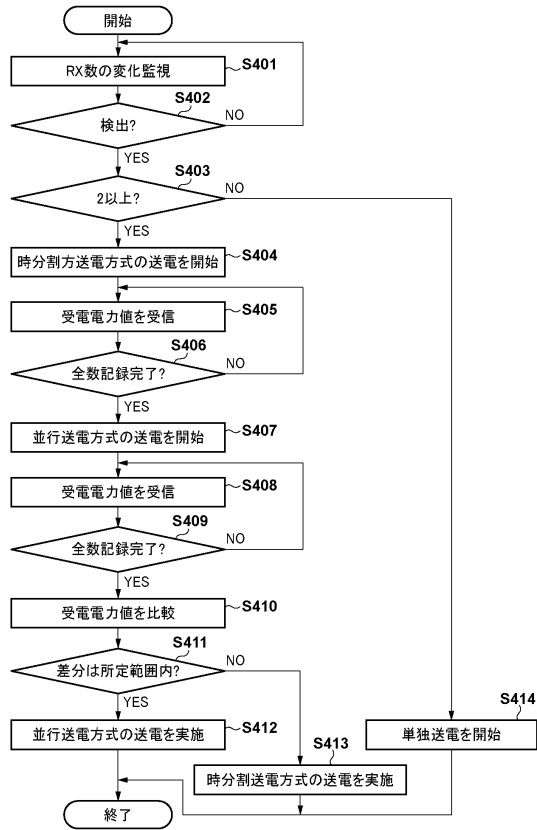 開始
RX数の変化監視
S401
S402
検出?
NO
YES
S403
2以上?
NO
YES
時分割方送電方式の送電を開始
S404
受電電力値を受信
S405
S406
全数記録完了?
NO
YES
並行送電方式の送電を開始
S407
受電電力値を受信
S408
S409
全数記録完了?
NO
YES
受電電力値を比較
S410
S411
差分は所定範囲内?
NO
YES
並行送電方式の送電を実施
S412
S413
時分割送電方式の送電を実施
S414
単独送電を開始
終了